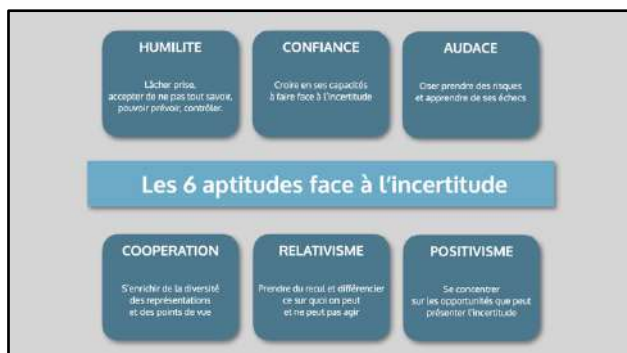 HUMILITE
Lâcher prise,
accepter de ne pas tout savoir,
pouvoir prévoir, contrôler.
CONFIANCE
Croire en ses capacités
à faire face à l'incertitude
AUDACE
Oser prendre des risques
et apprendre de ses échecs
Les 6 aptitudes face à l'incertitude
COOPERATION
S'enrichir de la diversité
des représentations
et des points de vue
RELATIVISME
Prendre du recul et différencier
ce sur quoi on peut
et ne peut pas agir
POSITIVISME
Se concentrer
sur les opportunités que peut
présenter l'incertitude